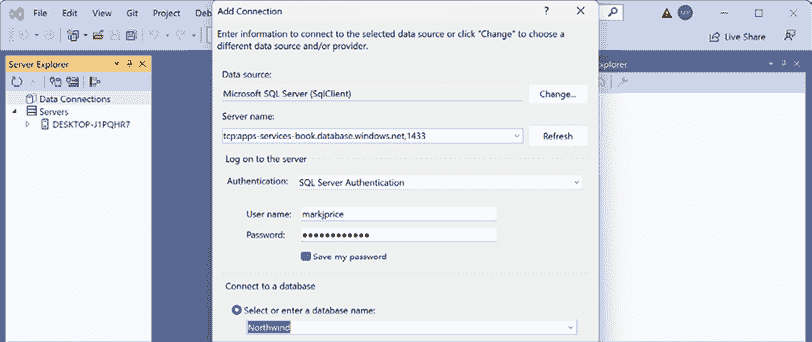 Add Connection ?
File Edit View Project Git Deb
Enter information to connect to the selected data source or click "Change" to choose a
different data source and/or provider.
Live Share
Server Explorer
Explorer
Data source:
Microsoft SQL Server (SqlClient)
Change...
Data Connections
Servers
DESKTOP-J1PQHR7
Server name:
tcp:apps-services-book.database.windows.net,1433
Refresh
Log on to the server
Authentication:
SQL Server Authentication
User name:
markjprice
Password:
●●●●●●●●●●●●
Save my password
Connect to a database
Select or enter a database name:
Northwind